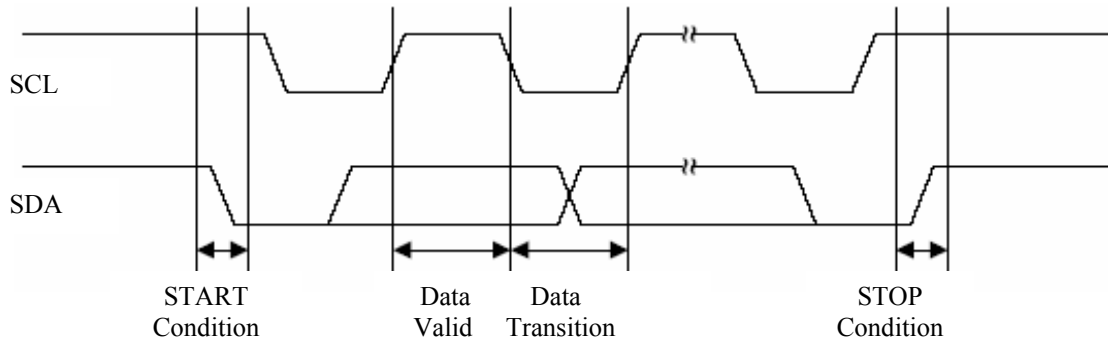 SCL
SDA
START
Condition
Data
Valid
Data
Transition
STOP
Condition